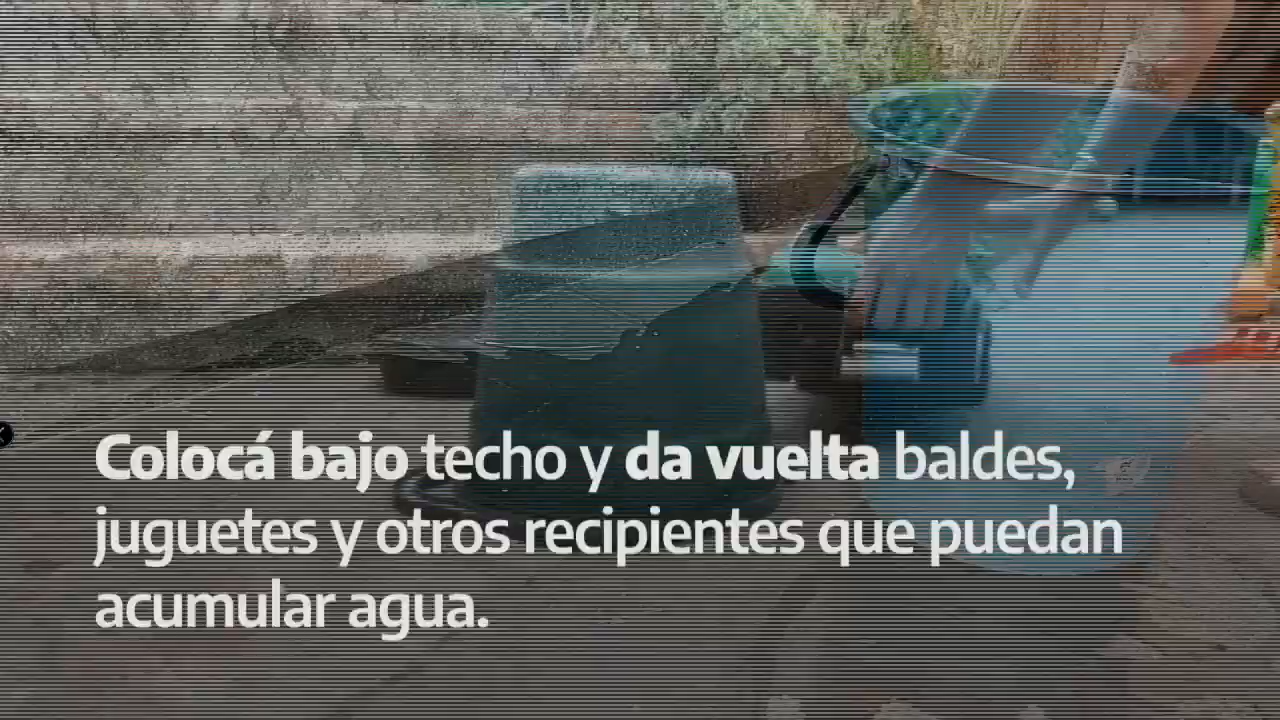 Colocá bajo techo y da vuelta baldes,
juguetes y otros recipientes que puedan
acumular agua.